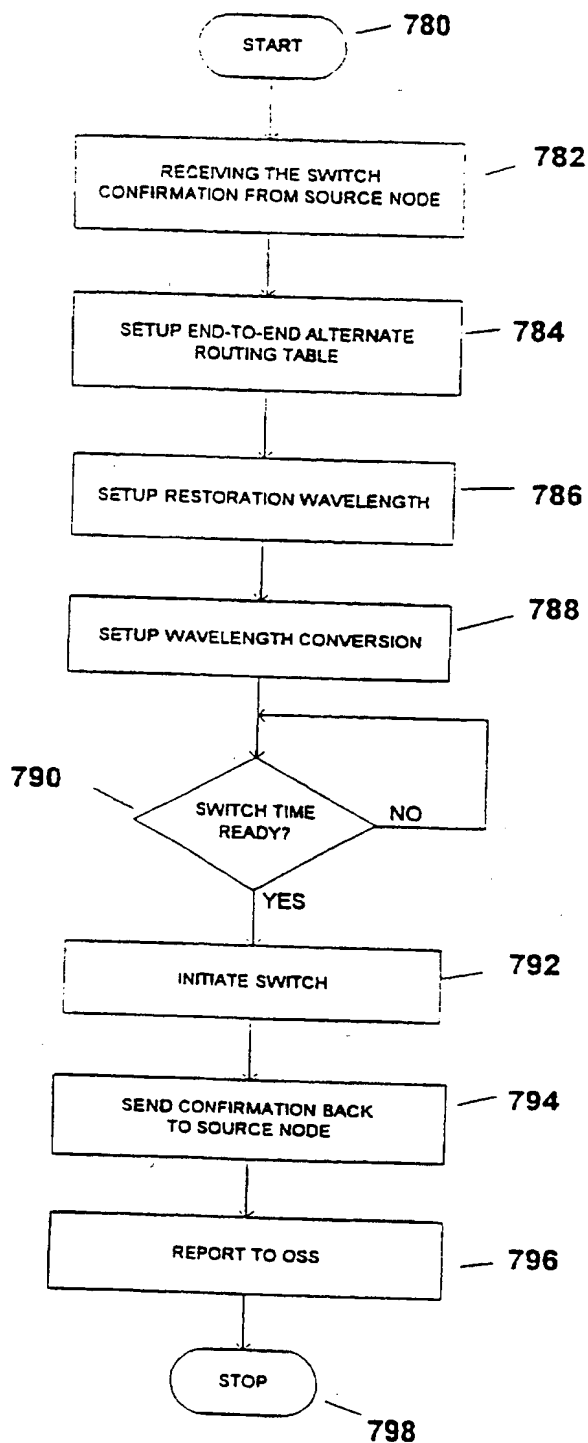 START
780
RECEIVING THE SWITCH
CONFIRMATION FROM SOURCE NODE
782
SETUP END-TO-END ALTERNATE
ROUTING TABLE
784
SETUP RESTORATION WAVELENGTH
786
SETUP WAVELENGTH CONVERSION
788
790
SWITCH TIME
READY?
NO
YES
INITIATE SWITCH
792
SEND CONFIRMATION BACK
TO SOURCE NODE
794
REPORT TO OSS
796
STOP
798